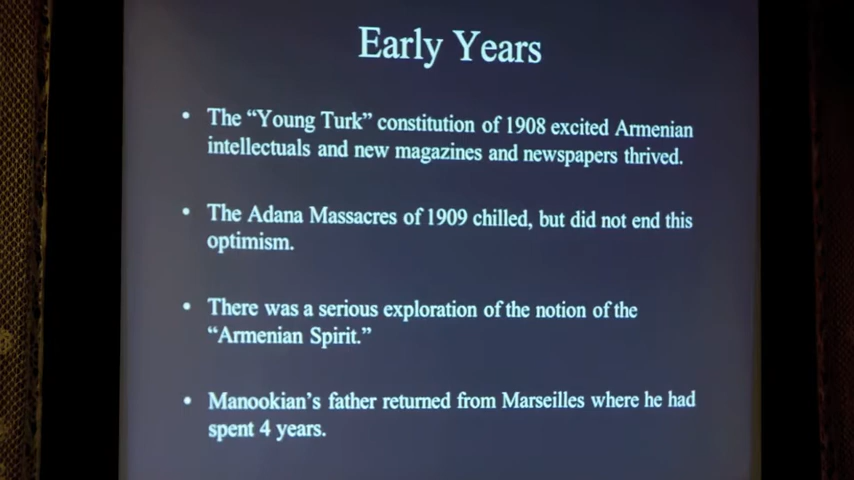 Early Years
• The “Young Turk” constitution of 1908 excited Armenian
intellectuals and new magazines and newspapers thrived.
• The Adana Massacres of 1909 chilled, but did not end this
optimism.
• There was a serious exploration of the notion of the
“Armenian Spirit.”
• Manookian’s father returned from Marseilles where he had
spent 4 years.